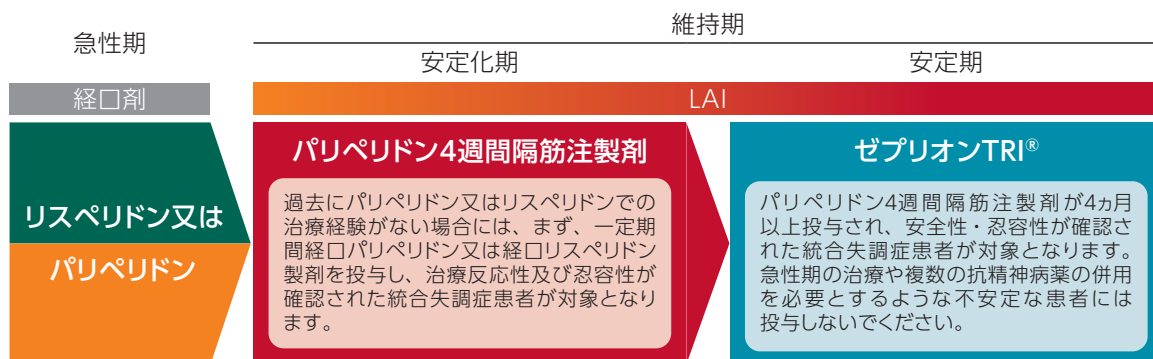 急性期
維持期
安定化期
安定期
経口剤
LAI
リスペリドン又は
パリペリドン
パリペリドン4週間隔筋注製剤
過去にパリペリドン又はリスペリドンでの
治療経験がない場合には、まず、一定期
間経口パリペリドン又は経口リスペリドン
製剤を投与し、治療反応性及び忍容性が
確認された統合失調症患者が対象となり
ます。
ゼプリオンTRI®
パリペリドン4週間隔筋注製剤が4ヵ月
以上投与され、安全性・忍容性が確認さ
れた統合失調症患者が対象となります。
急性期の治療や複数の抗精神病薬の併用
を必要とするような不安定な患者には
投与しないでください。